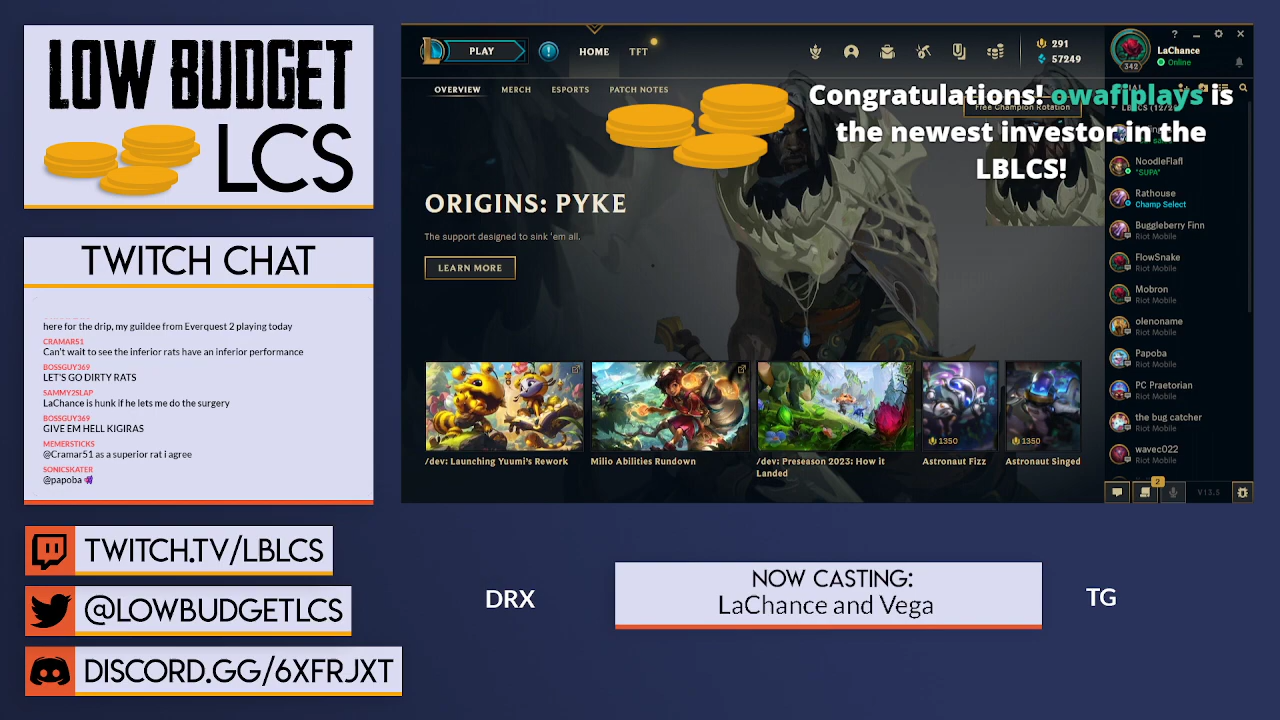 LOW BUDGET
LCS
TWITCH CHAT
here for the drip, my guildee from Everquest 2 playing today
CRAMAR51
Can't wait to see the inferior rats have an inferior performance
BOSSGUY369
LET'S GO DIRTY RATS
SAMMY2SLAP
LaChance is hunk if he lets me do the surgery
BOSSGUY369
GIVE EM HELL KIGIRAS
MEMERSTICKS
@Cramar51 as a superior rat i agree
SONICSKATER
@papoba
TWITCH.TV/LBLCS
@LOWBUDGETLCS
DISCORD.GG/6XFRJXT
PLAY
HOME
TFT
291
57249
342
LaChance
Online
OVERVIEW
MERCH
ESPORTS
PATCH NOTES
Congratulations! owafiplays is
the newest investor in the
LBLCS!
Free Champion Rotation
ORIGINS: PYKE
The support designed to sink 'em all.
LEARN MORE
/dev: Launching Yuumi's Rework
Milio Abilities Rundown
/dev: Preseason 2023: How it
Landed
1350
Astronaut Fizz
1350
Astronaut Singed
NoodleFlafl
"SUPA"
Rathouse
Champ Select
Buggleberry Finn
Riot Mobile
FlowSnake
Riot Mobile
Mobron
Riot Mobile
olenoname
Riot Mobile
Papoba
Riot Mobile
PC Praetorian
Riot Mobile
the bug catcher
Riot Mobile
wavec022
Riot Mobile
2
V13.5
DRX
NOW CASTING:
LaChance and Vega
TG